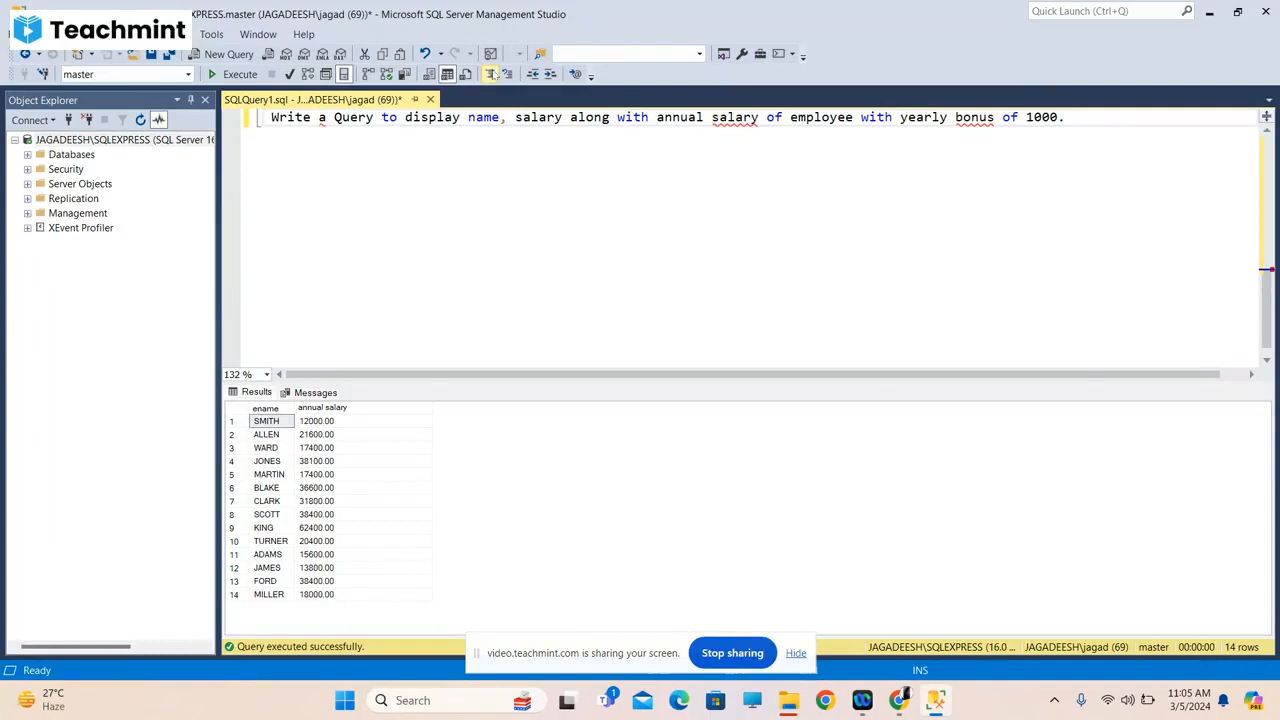 EXPRESS.master (JAGADEESH\jagad (69))* - Microsoft SQL Server Management Studio
Quick Launch (Ctrl+Q)
Teachmint
Tools Window Help
New Query
master
Execute
Object Explorer
SQLQuery1.sql - J...ADEESH\jagad (69))*
Connect
JAGADEESH\SQLEXPRESS (SQL Server 16
Databases
Security
Server Objects
Replication
Management
XEvent Profiler
Write a Query to display name, salary along with annual salary of employee with yearly bonus of 1000.
132 %
Results Messages
ename annual salary
1 SMITH 12000.00
2 ALLEN 21600.00
3 WARD 17400.00
4 JONES 38100.00
5 MARTIN 17400.00
6 BLAKE 36600.00
7 CLARK 31800.00
8 SCOTT 38400.00
9 KING 62400.00
10 TURNER 20400.00
11 ADAMS 15600.00
12 JAMES 13800.00
13 FORD 38400.00
14 MILLER 18000.00
Query executed successfully.
JAGADEESH\SQLEXPRESS (16.0 ... JAGADEESH\jagad (69) master 00:00:00 14 rows
video.teachmint.com is sharing your screen. Stop sharing Hide
Ready
INS
27°C
Haze
Search
1
11:05 AM
3/5/2024